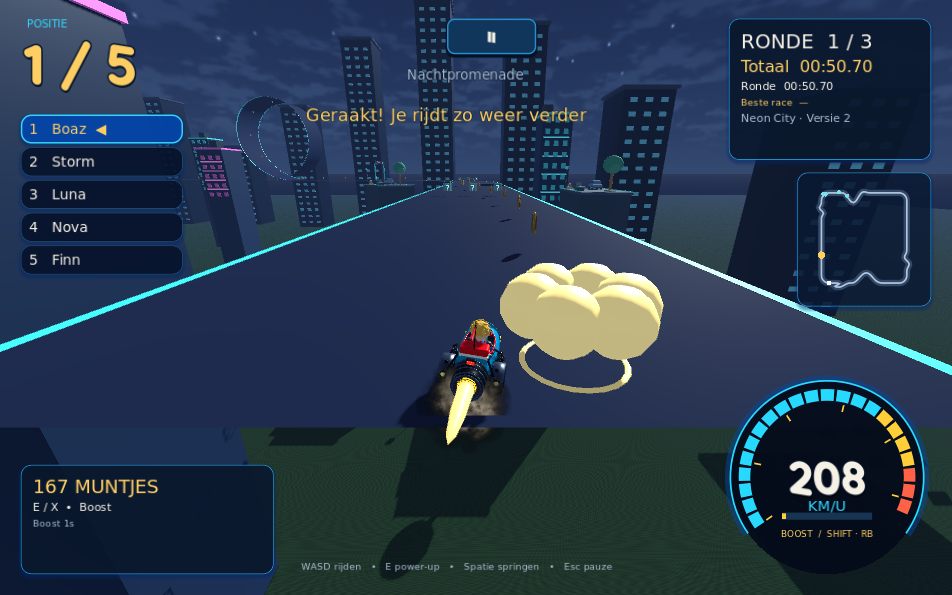 POSITIE
1 / 5
1 Boaz ◀
2 Storm
3 Luna
4 Nova
5 Finn
Nachtpromenade
Geraakt! Je rijdt zo weer verder
RONDE 1 / 3
Totaal 00:50.70
Ronde 00:50.70
Beste race —
Neon City · Versie 2
? ? ?
167 MUNTJES
E / X • Boost
Boost 1s
208
KM/U
BOOST / SHIFT · RB
WASD rijden • E power-up • Spatie springen • Esc pauze